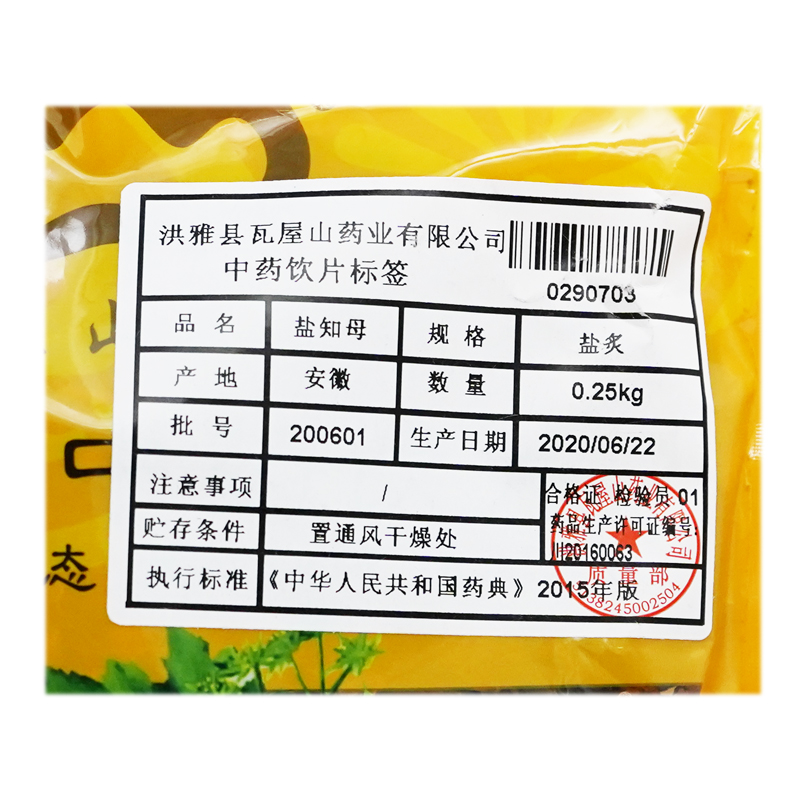 洪雅县瓦屋山药业有限公司
中药饮片标签
0290703
品名 盐知母 规格 盐炙
产地 安徽 数量 0.25kg
批号 200601 生产日期 2020/06/22
注意事项 / 合格证 检验员 01
药品生产许可证编号:
川20160063
贮存条件 置通风干燥处
执行标准 《中华人民共和国药典》2015年版
质量部
5138245002504
态